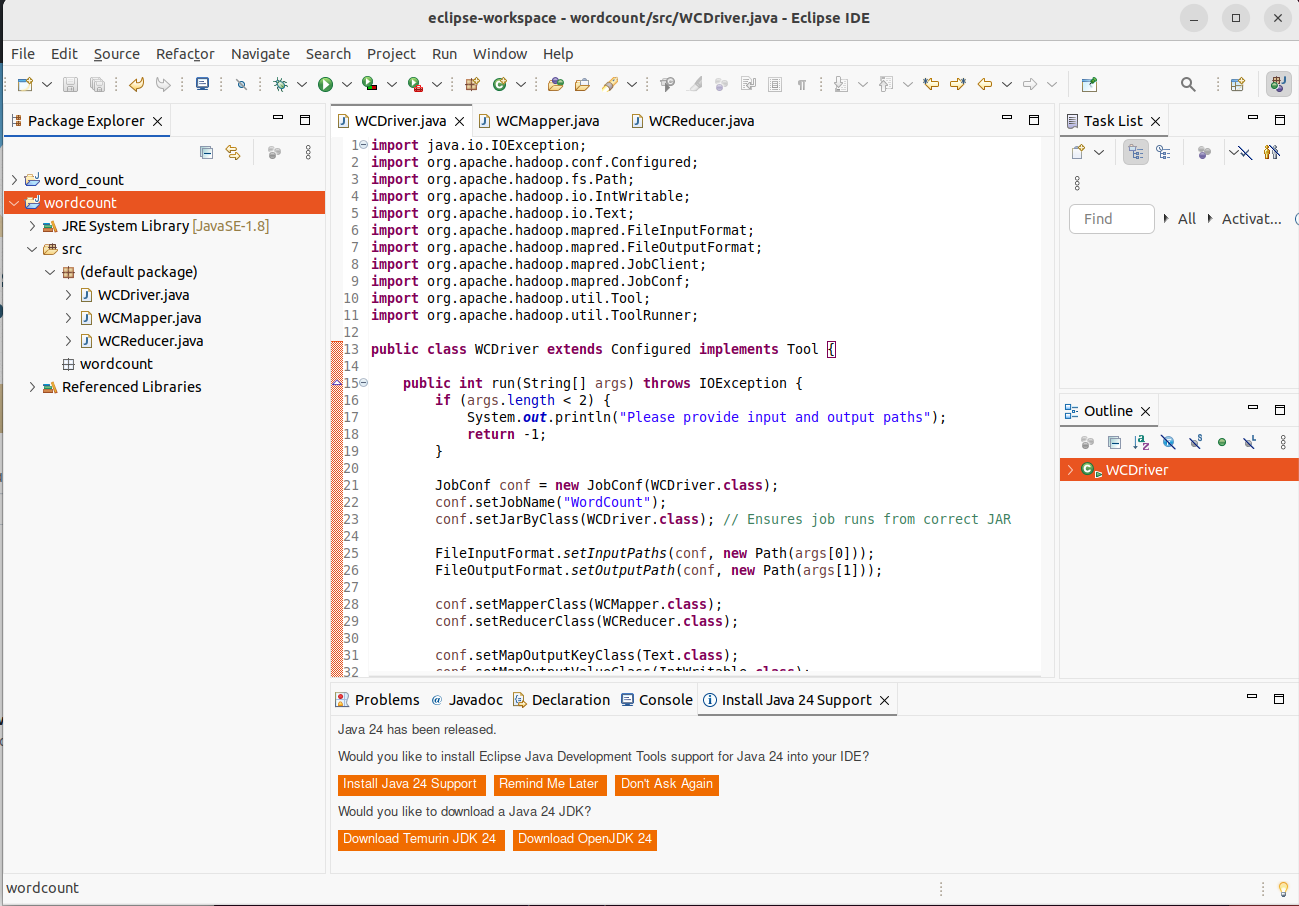 eclipse-workspace - wordcount/src/WCDriver.java - Eclipse IDE
File Edit Source Refactor Navigate Search Project Run Window Help
Package Explorer
word_count
wordcount
JRE System Library [JavaSE-1.8]
src
(default package)
WCDriver.java
WCMapper.java
WCReducer.java
wordcount
Referenced Libraries
WCDriver.java WCMapper.java WCReducer.java
1 import java.io.IOException;
2 import org.apache.hadoop.conf.Configured;
3 import org.apache.hadoop.fs.Path;
4 import org.apache.hadoop.io.IntWritable;
5 import org.apache.hadoop.io.Text;
6 import org.apache.hadoop.mapred.FileInputFormat;
7 import org.apache.hadoop.mapred.FileOutputFormat;
8 import org.apache.hadoop.mapred.JobClient;
9 import org.apache.hadoop.mapred.JobConf;
10 import org.apache.hadoop.util.Tool;
11 import org.apache.hadoop.util.ToolRunner;
12
13 public class WCDriver extends Configured implements Tool {
14
15 public int run(String[] args) throws IOException {
16 if (args.length < 2) {
17 System.out.println("Please provide input and output paths");
18 return -1;
19 }
20
21 JobConf conf = new JobConf(WCDriver.class);
22 conf.setJobName("WordCount");
23 conf.setJarByClass(WCDriver.class); // Ensures job runs from correct JAR
24
25 FileInputFormat.setInputPaths(conf, new Path(args[0]));
26 FileOutputFormat.setOutputPath(conf, new Path(args[1]));
27
28 conf.setMapperClass(WCMapper.class);
29 conf.setReducerClass(WCReducer.class);
30
31 conf.setMapOutputKeyClass(Text.class);
32 conf.setMapOutputValueClass(IntWritable.class);
Task List
Find All Activat...
Outline
WCDriver
Problems Javadoc Declaration Console Install Java 24 Support
Java 24 has been released.
Would you like to install Eclipse Java Development Tools support for Java 24 into your IDE?
Install Java 24 Support Remind Me Later Don't Ask Again
Would you like to download a Java 24 JDK?
Download Temurin JDK 24 Download OpenJDK 24
wordcount